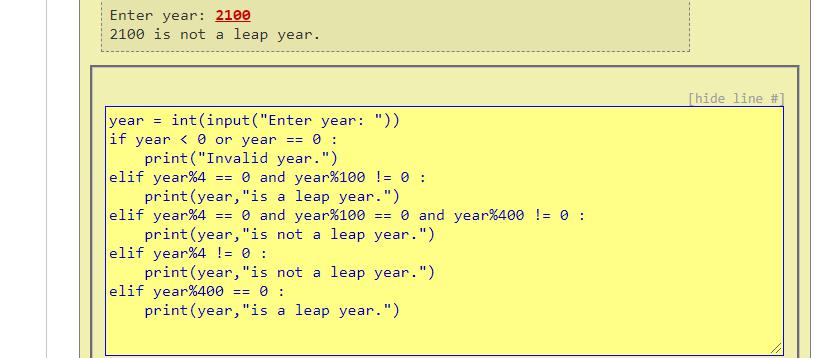 Enter year: 2100
2100 is not a leap year.
[hide line #]
year = int(input("Enter year: "))
if year < 0 or year == 0 :
    print("Invalid year.")
elif year%4 == 0 and year%100 != 0 :
    print(year,"is a leap year.")
elif year%4 == 0 and year%100 == 0 and year%400 != 0 :
    print(year,"is not a leap year.")
elif year%4 != 0 :
    print(year,"is not a leap year.")
elif year%400 == 0 :
    print(year,"is a leap year.")